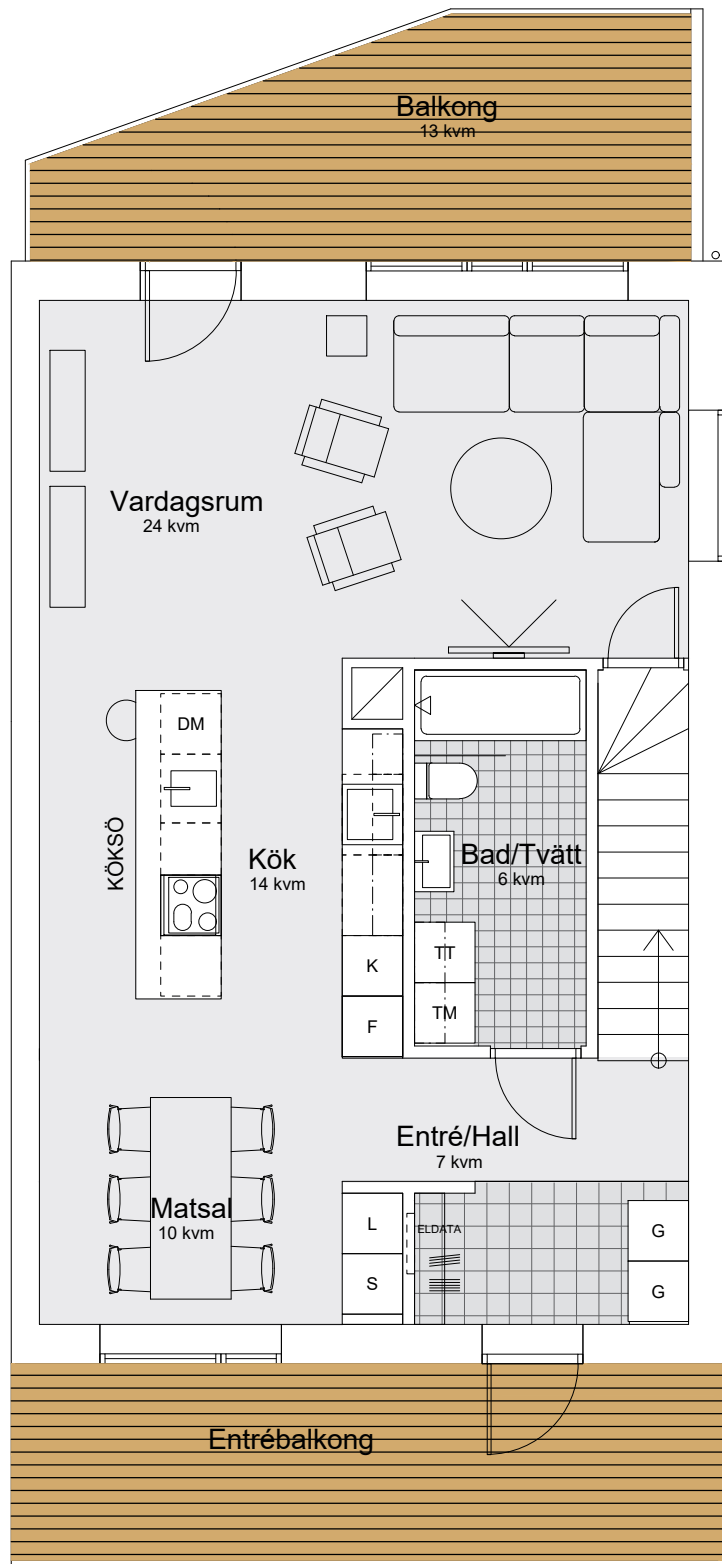 Balkong
13 kvm
Vardagsrum
24 kvm
DM
KÖKSÖ
Kök
14 kvm
Bad/Tvätt
6 kvm
TT
K
TM
F
Entré/Hall
7 kvm
Matsal
10 kvm
L
ELDATA
G
S
G
Entrébalkong